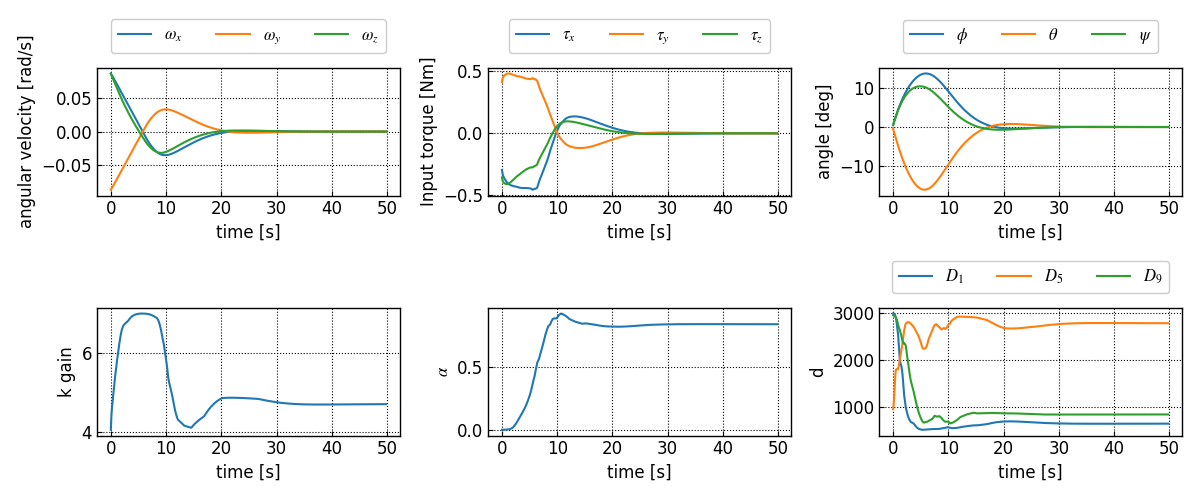 ωx ωy ωz
angular velocity [rad/s]
0.05
0.00
−0.05
0 10 20 30 40 50
time [s]
τx τy τz
Input torque [Nm]
0.5
0.0
−0.5
0 10 20 30 40 50
time [s]
ϕ θ ψ
angle [deg]
10
0
−10
0 10 20 30 40 50
time [s]
k gain
6
4
0 10 20 30 40 50
time [s]
α
0.5
0.0
0 10 20 30 40 50
time [s]
D1 D5 D9
d
3000
2000
1000
0 10 20 30 40 50
time [s]